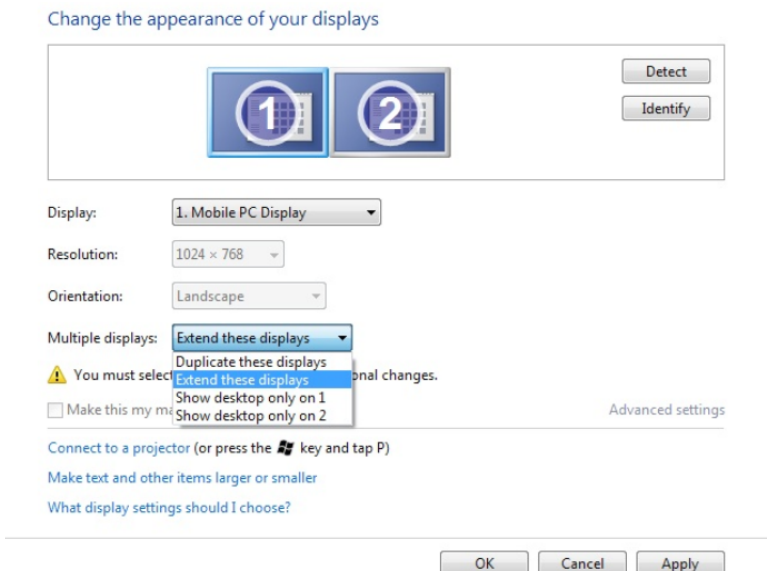 Change the appearance of your displays
1
2
Detect
Identify
Display: 1. Mobile PC Display
Resolution: 1024 × 768
Orientation: Landscape
Multiple displays: Extend these displays
Duplicate these displays
You must selec onal changes.
Extend these displays
Show desktop only on 1
Make this my ma Advanced settings
Show desktop only on 2
Connect to a projector (or press the key and tap P)
Make text and other items larger or smaller
What display settings should I choose?
OK Cancel Apply